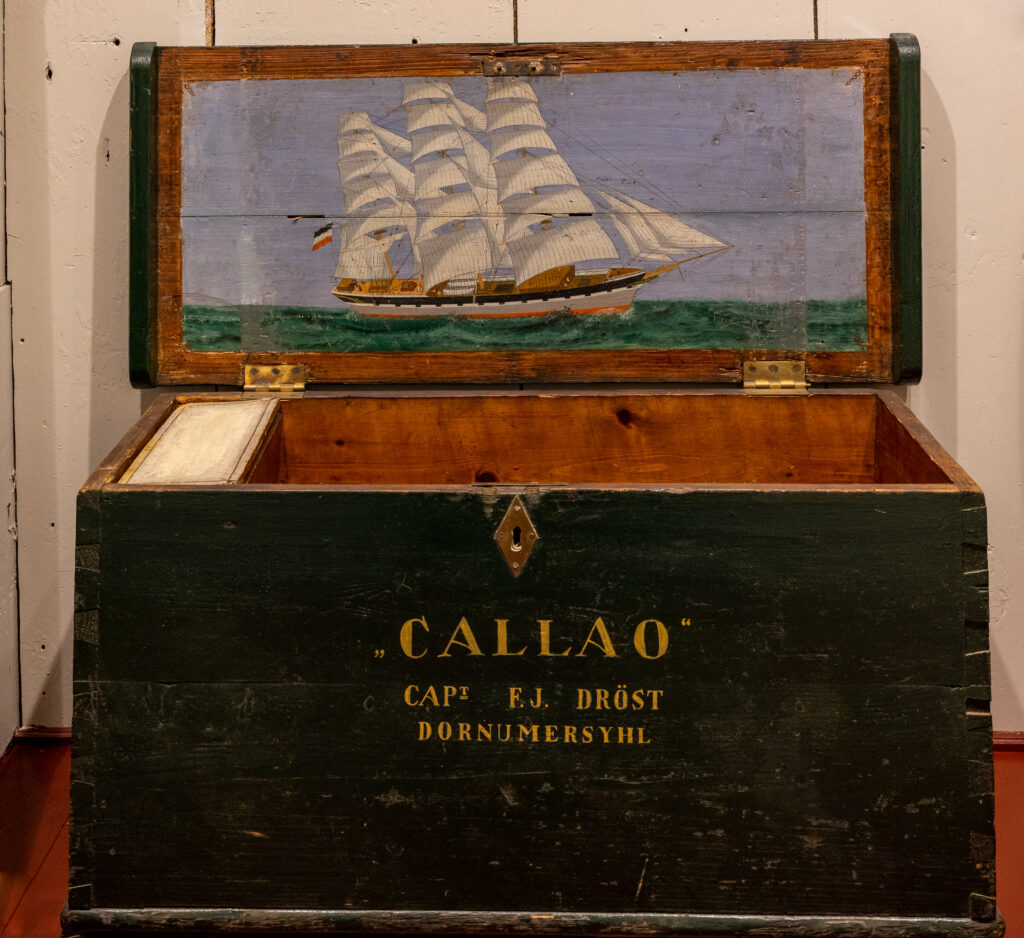 „CALLAO“
CAPT F.J. DRÖST
DORNUMERSYHL